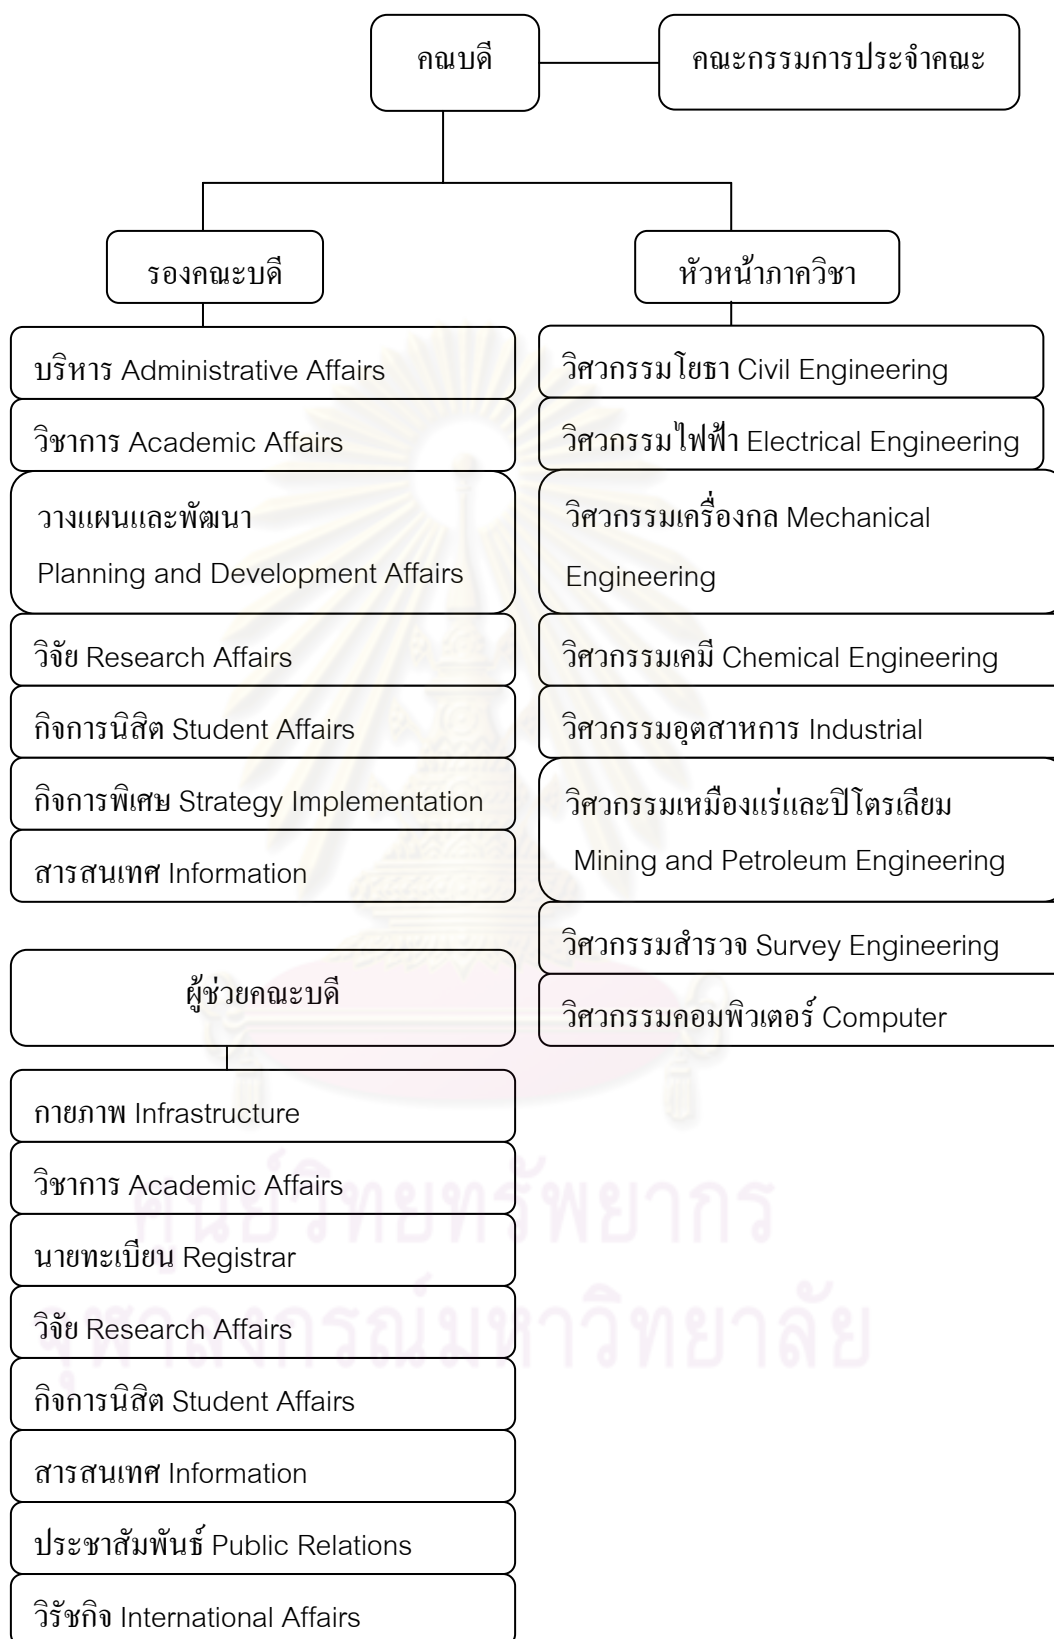 คณบดี
คณะกรรมการประจำคณะ
รองคณะบดี
หัวหน้าภาควิชา
บริหาร Administrative Affairs
วิชาการ Academic Affairs
วางแผนและพัฒนา
Planning and Development Affairs
วิจัย Research Affairs
กิจการนิสิต Student Affairs
กิจการพิเศษ Strategy Implementation
สารสนเทศ Information
วิศวกรรมโยธา Civil Engineering
วิศวกรรมไฟฟ้า Electrical Engineering
วิศวกรรมเครื่องกล Mechanical
Engineering
วิศวกรรมเคมี Chemical Engineering
วิศวกรรมอุตสาหการ Industrial
วิศวกรรมเหมืองแร่และปิโตรเลียม
Mining and Petroleum Engineering
วิศวกรรมสำรวจ Survey Engineering
วิศวกรรมคอมพิวเตอร์ Computer
ผู้ช่วยคณะบดี
กายภาพ Infrastructure
วิชาการ Academic Affairs
นายทะเบียน Registrar
วิจัย Research Affairs
กิจการนิสิต Student Affairs
สารสนเทศ Information
ประชาสัมพันธ์ Public Relations
วิรัชกิจ International Affairs
ศูนย์วิทยทรัพยากร
จุฬาลงกรณ์มหาวิทยาลัย